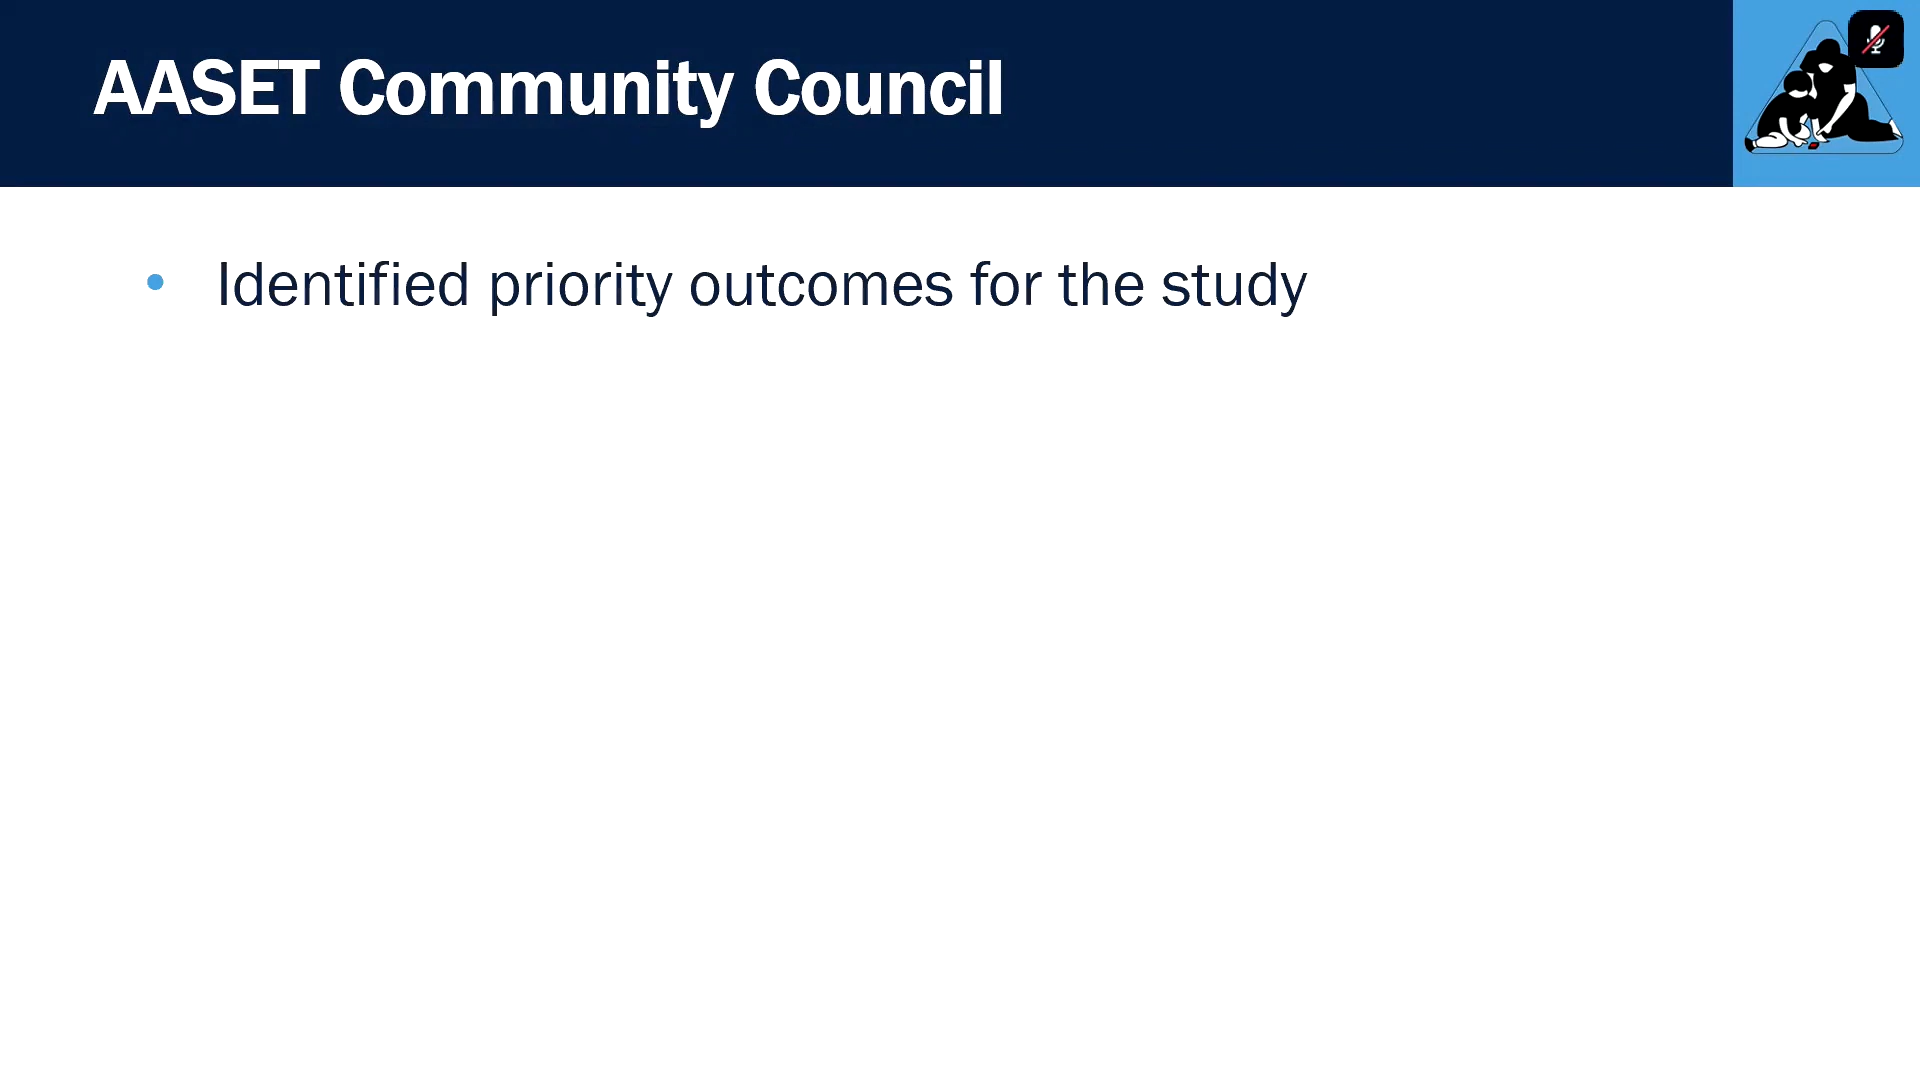 AASET Community Council
• Identified priority outcomes for the study